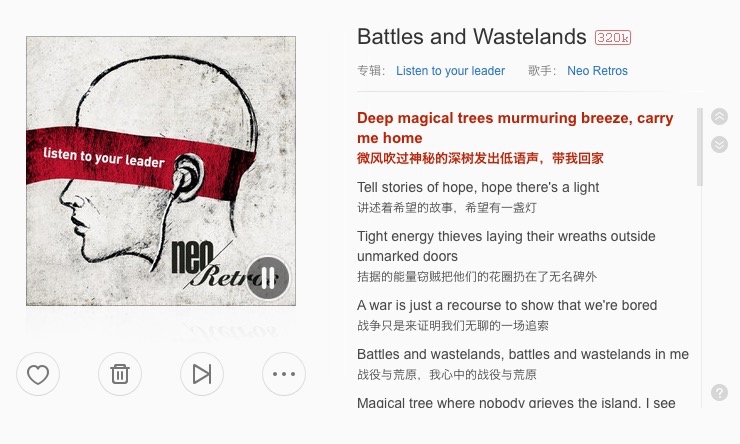 Battles and Wastelands 320k
专辑： Listen to your leader 歌手： Neo Retros
listen to your leader
neo
Retros
Deep magical trees murmuring breeze, carry
me home
微风吹过神秘的深树发出低语声，带我回家
Tell stories of hope, hope there's a light
讲述着希望的故事，希望有一盏灯
Tight energy thieves laying their wreaths outside
unmarked doors
拮据的能量窃贼把他们的花圈扔在了无名碑外
A war is just a recourse to show that we're bored
战争只是来证明我们无聊的一场追索
Battles and wastelands, battles and wastelands in me
战役与荒原，我心中的战役与荒原
Magical tree where nobody grieves the island. I see
?